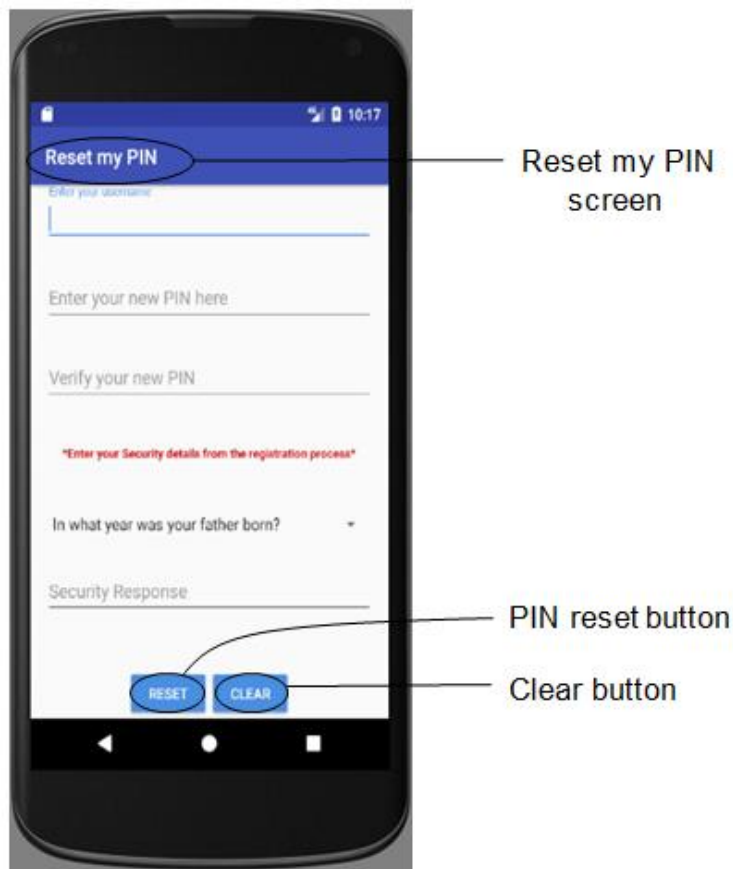 10:17
Reset my PIN
Enter your username
Enter your new PIN here
Verify your new PIN
*Enter your Security details from the registration process*
In what year was your father born?
Security Response
RESET CLEAR
Reset my PIN
screen
PIN reset button
Clear button